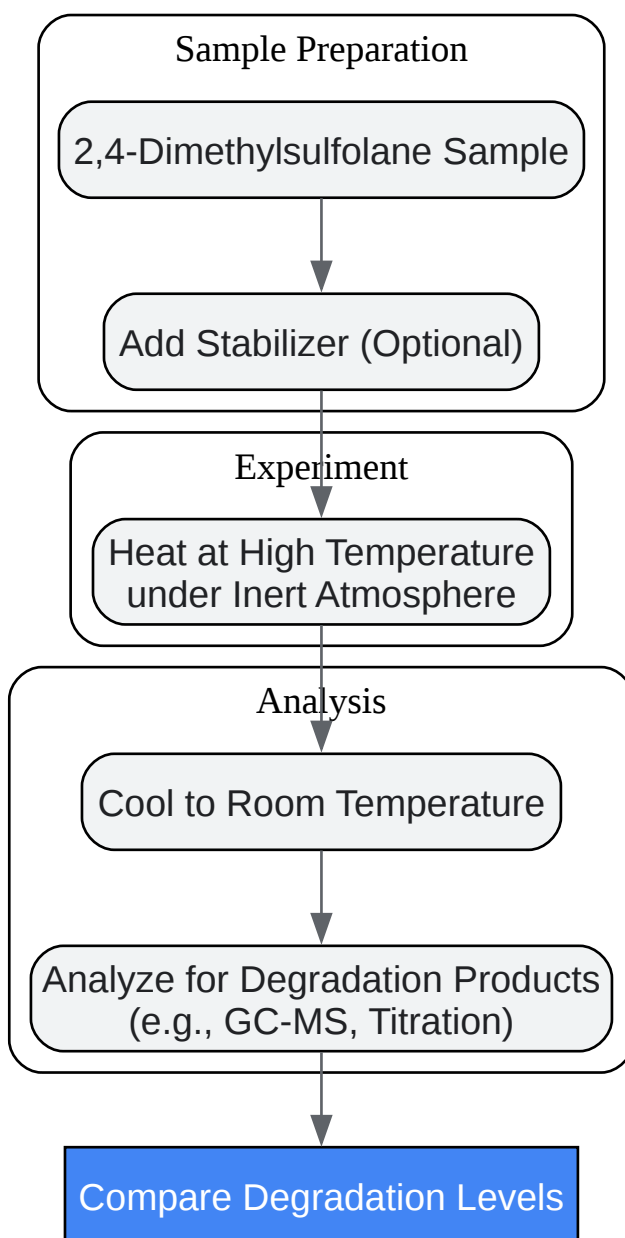 Sample Preparation
2,4-Dimethylsulfolane Sample
Add Stabilizer (Optional)
Experiment
Heat at High Temperature
under Inert Atmosphere
Analysis
Cool to Room Temperature
Analyze for Degradation Products
(e.g., GC-MS, Titration)
Compare Degradation Levels